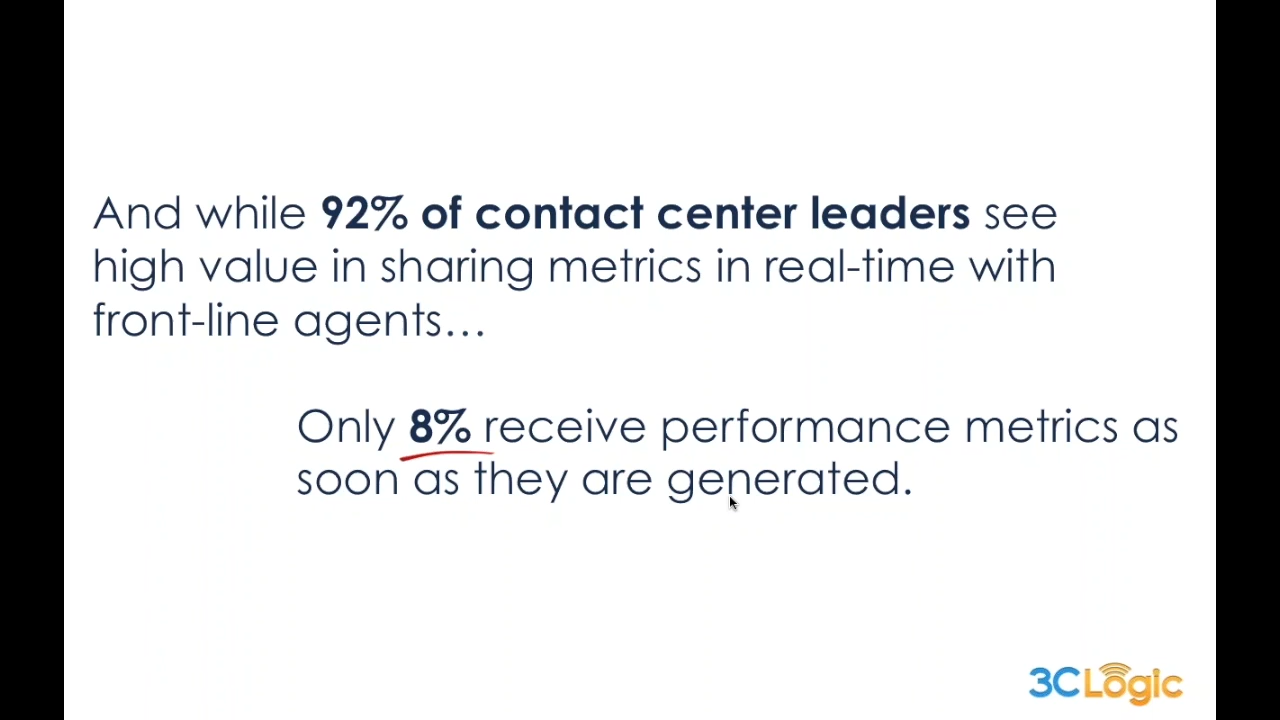 And while 92% of contact center leaders see
high value in sharing metrics in real-time with
front-line agents…
Only 8% receive performance metrics as
soon as they are generated.
3CLogic